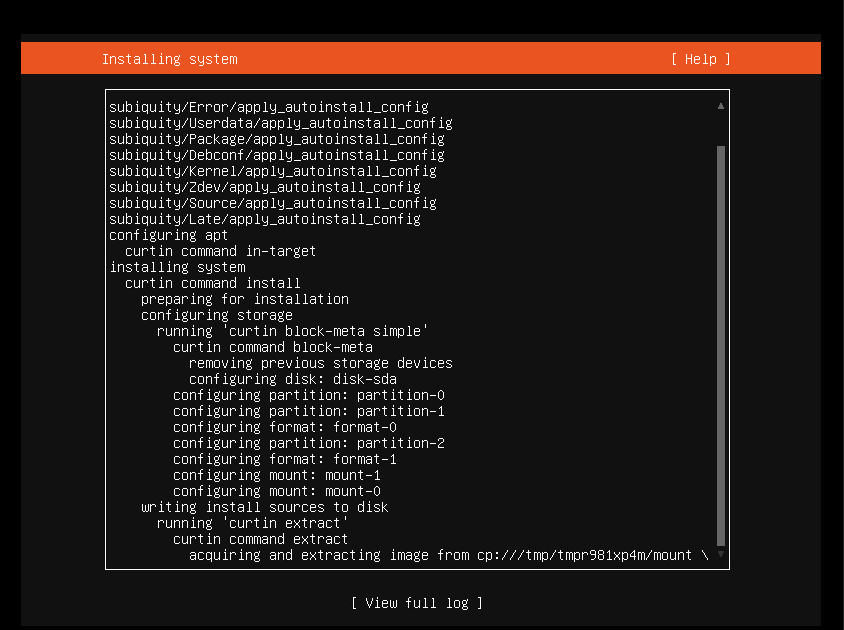 Installing system [ Help ]
subiquity/Error/apply_autoinstall_config
subiquity/Userdata/apply_autoinstall_config
subiquity/Package/apply_autoinstall_config
subiquity/Debconf/apply_autoinstall_config
subiquity/Kernel/apply_autoinstall_config
subiquity/Zdev/apply_autoinstall_config
subiquity/Source/apply_autoinstall_config
subiquity/Late/apply_autoinstall_config
configuring apt
curtin command in-target
installing system
curtin command install
preparing for installation
configuring storage
running 'curtin block-meta simple'
curtin command block-meta
removing previous storage devices
configuring disk: disk-sda
configuring partition: partition-0
configuring partition: partition-1
configuring format: format-0
configuring partition: partition-2
configuring format: format-1
configuring mount: mount-1
configuring mount: mount-0
writing install sources to disk
running 'curtin extract'
curtin command extract
acquiring and extracting image from cp:///tmp/tmpr981xp4m/mount \
[ View full log ]